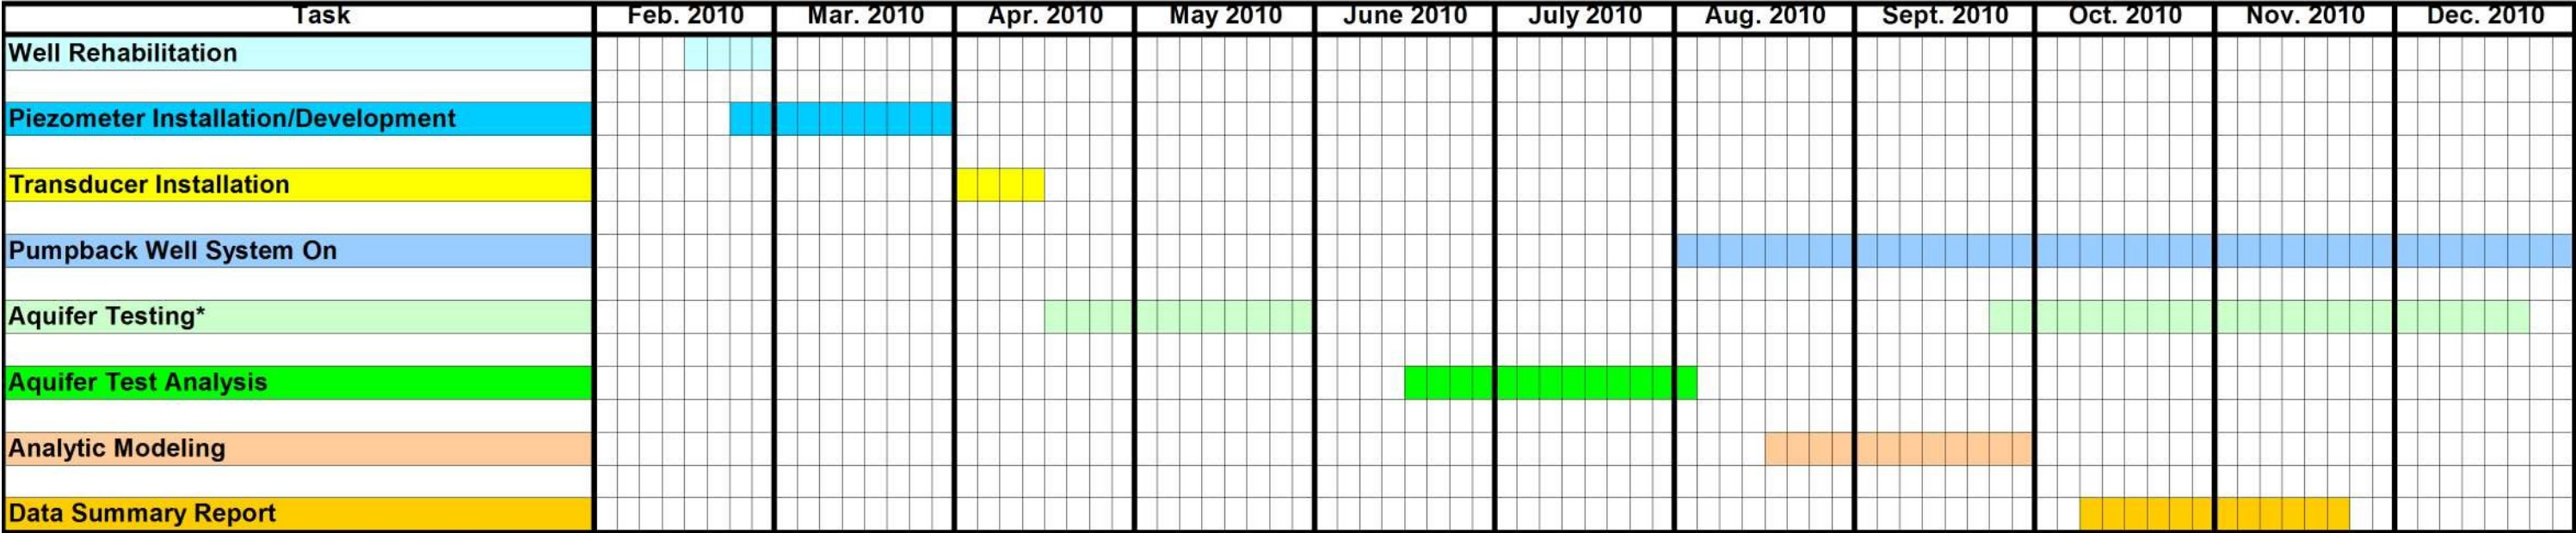 Task Feb. 2010 Mar. 2010 Apr. 2010 May 2010 June 2010 July 2010 Aug. 2010 Sept. 2010 Oct. 2010 Nov. 2010 Dec. 2010
Well Rehabilitation
Piezometer Installation/Development
Transducer Installation
Pumpback Well System On
Aquifer Testing*
Aquifer Test Analysis
Analytic Modeling
Data Summary Report